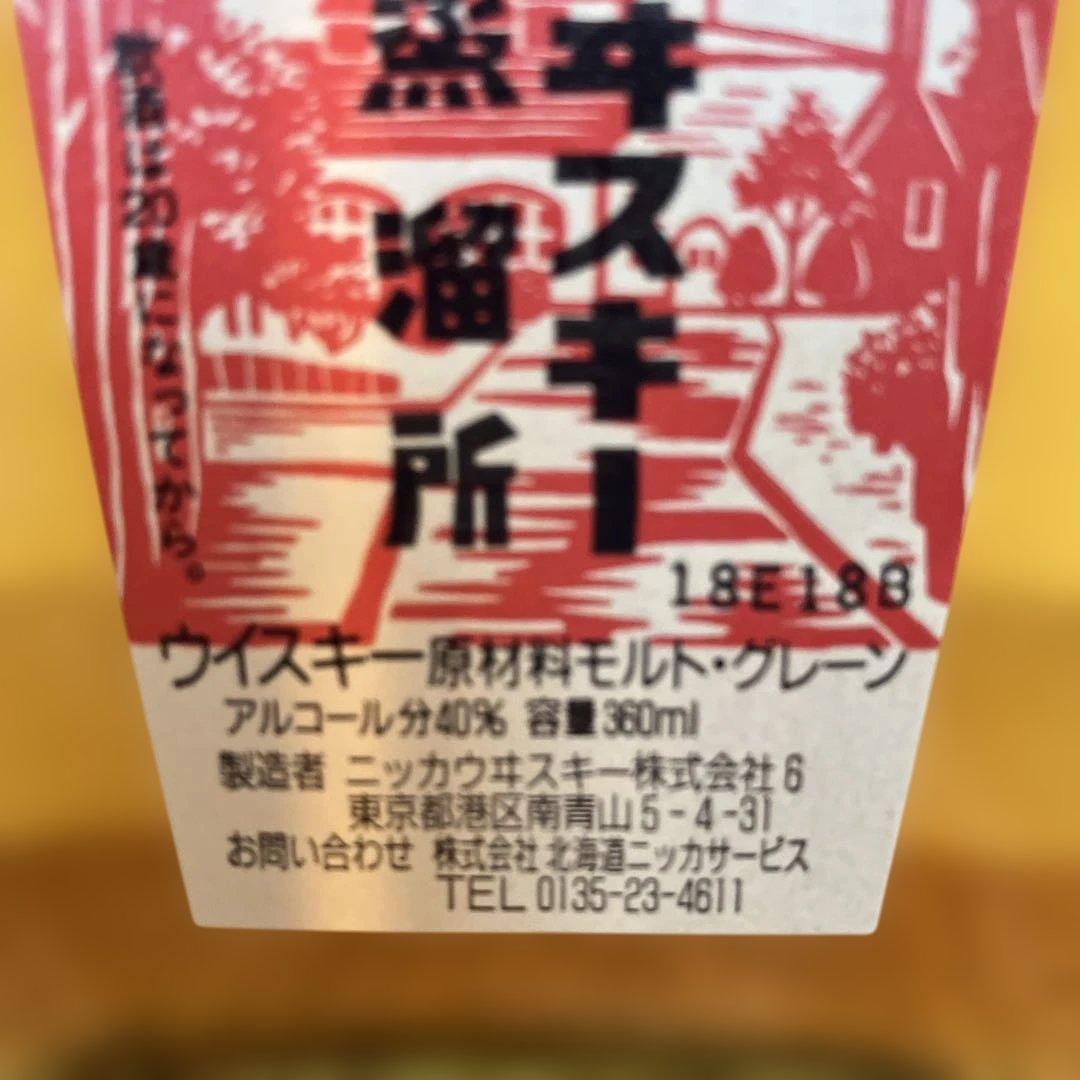 ヰスキー
蒸溜所
飲酒は20歳になってから。
18E18B
ウイスキー 原材料モルト・グレーン
アルコール分40% 容量360ml
製造者 ニッカウヰスキー株式会社 6
東京都港区南青山5-4-31
お問い合わせ 株式会社 北海道ニッカサービス
TEL 0135-23-4611